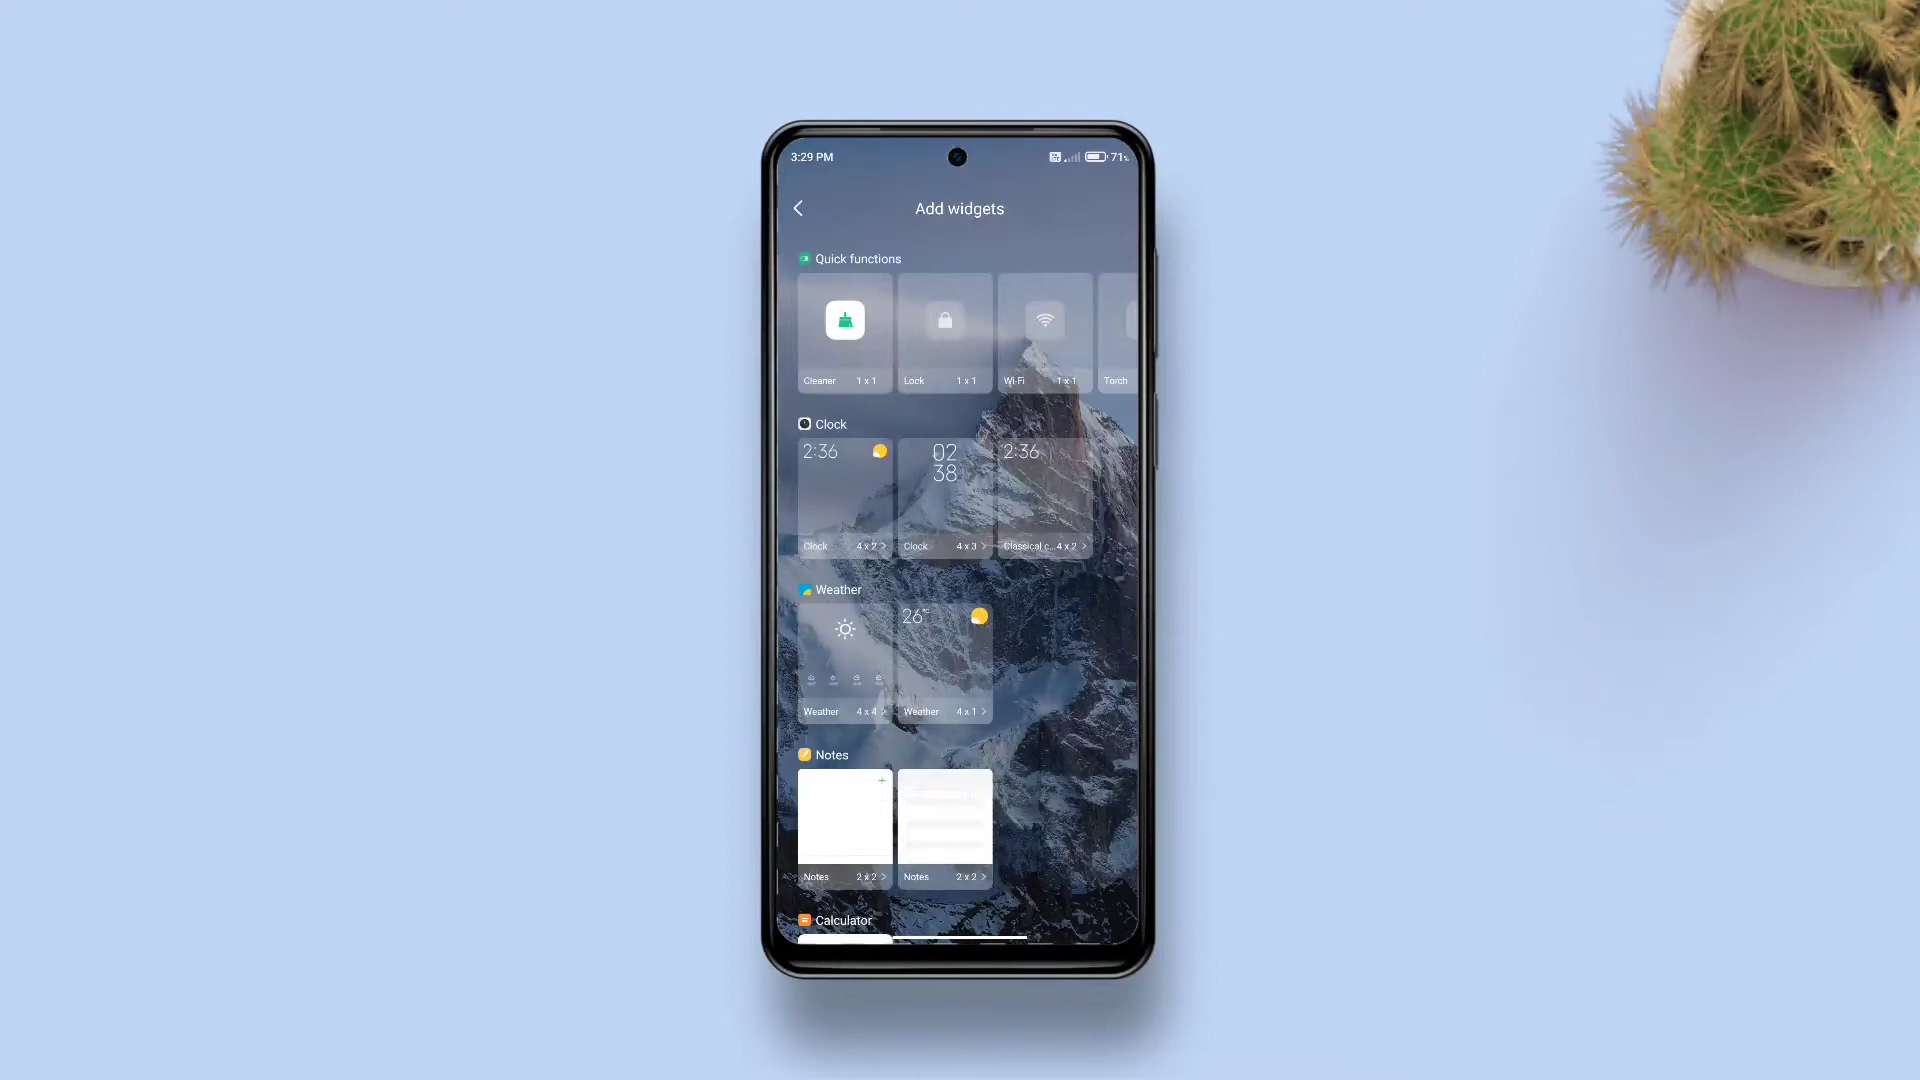 3:29 PM
71%
Add widgets
Quick functions
Cleaner 1 x 1
Lock 1 x 1
Wi-Fi 1 x 1
Torch
Clock
2:36
02
38
2:36
Clock 4 x 2
Clock 4 x 3
Classical c... 4 x 2
Weather
26°C
Weather 4 x 4
Weather 4 x 1
Notes
Notes 2 x 2
Notes 2 x 2
Calculator